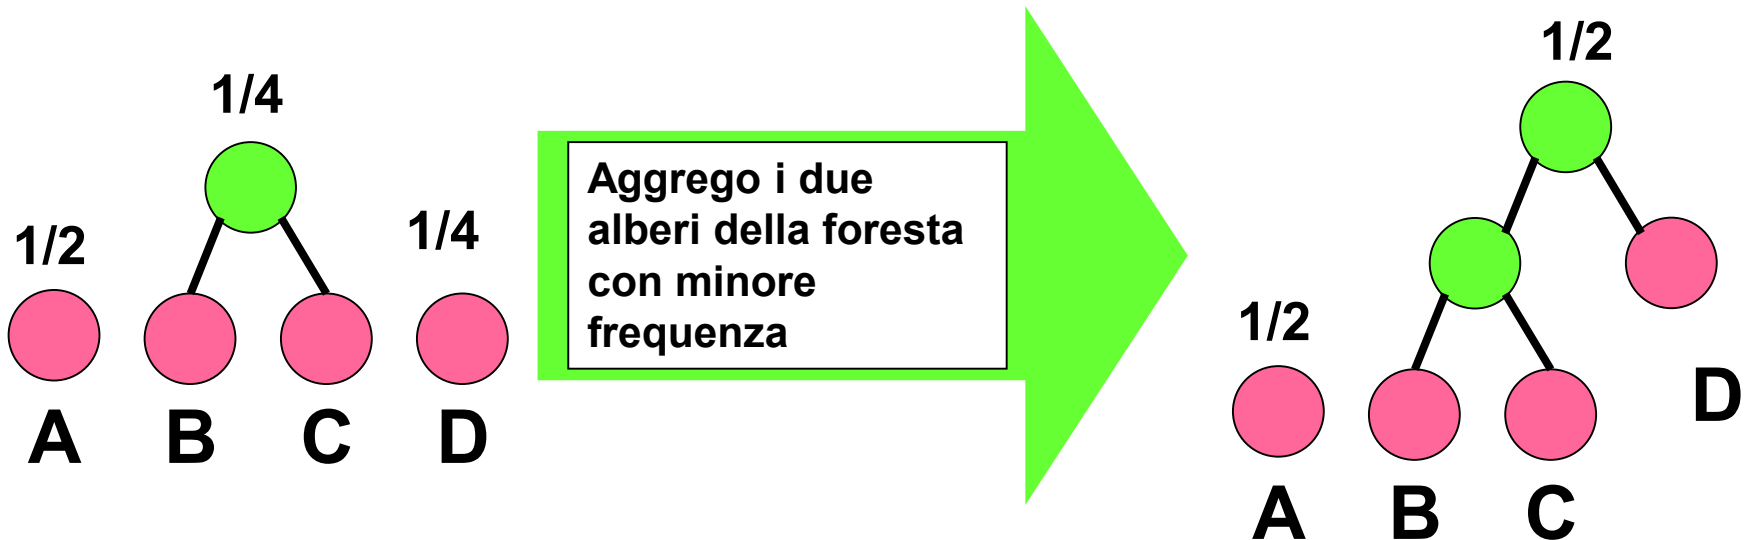 1/4
1/2
1/4
A B C D
Aggrego i due
alberi della foresta
con minore
frequenza
1/2
1/2
D
A B C